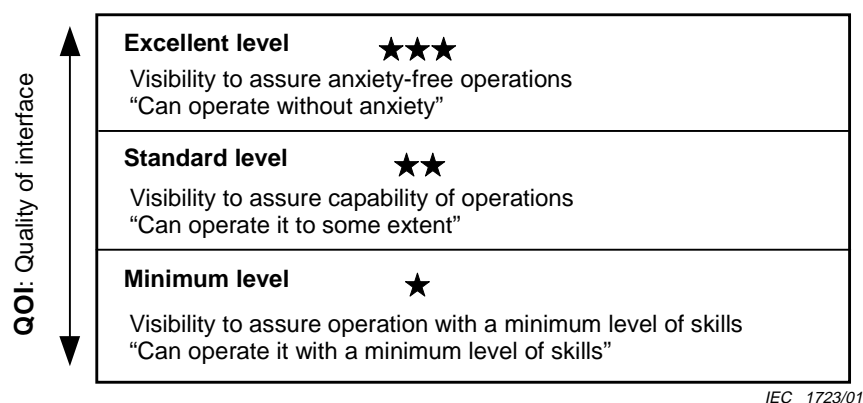 QOI: Quality of interface
Excellent level ★★★
Visibility to assure anxiety-free operations
“Can operate without anxiety”
Standard level ★★
Visibility to assure capability of operations
“Can operate it to some extent”
Minimum level ★
Visibility to assure operation with a minimum level of skills
“Can operate it with a minimum level of skills”
IEC 1723/01